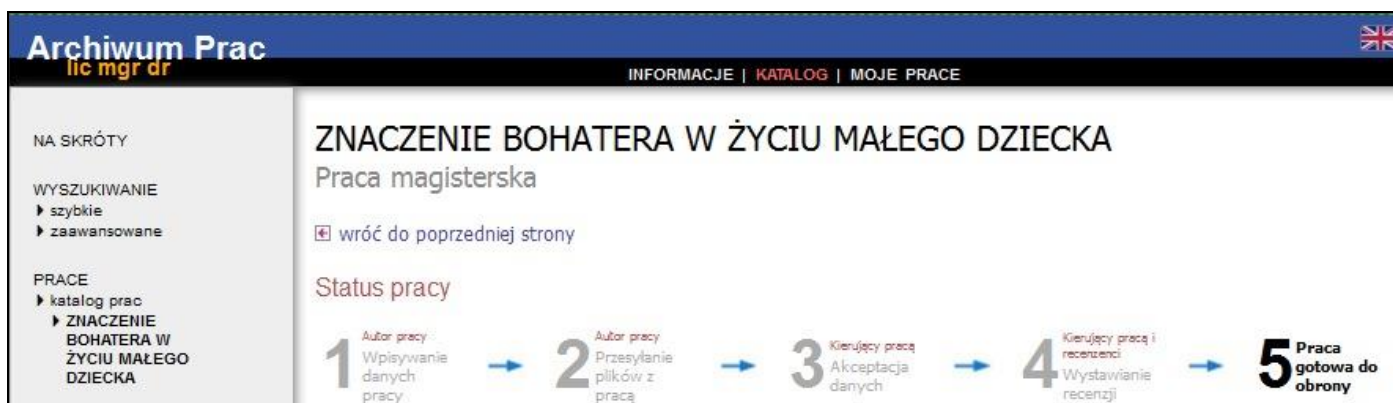 Archiwum Prac
lic mgr dr
INFORMACJE | KATALOG | MOJE PRACE
NA SKRÓTY
WYSZUKIWANIE
szybkie
zaawansowane
PRACE
katalog prac
ZNACZENIE
BOHATERA W
ŻYCIU MAŁEGO
DZIECKA
ZNACZENIE BOHATERA W ŻYCIU MAŁEGO DZIECKA
Praca magisterska
wróć do poprzedniej strony
Status pracy
1
Autor pracy
Wpisywanie
danych
pracy
2
Autor pracy
Przesyłanie
plików z
pracą
3
Kierujący pracą
Akceptacja
danych
4
Kierujący pracą i
recenzenci
Wystawianie
recenzji
5
Praca
gotowa do
obrony